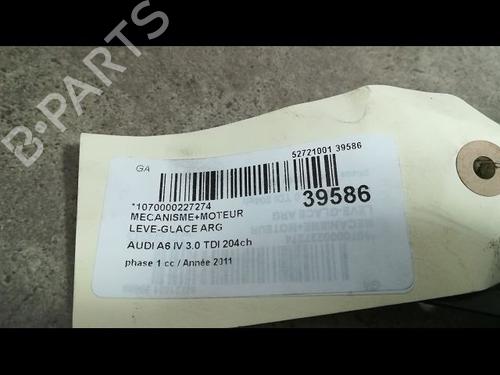 B-PARTS
GA
52721001 39586
39586
*1070000227274
MECANISME+MOTEUR
LEVE-GLACE ARG
AUDI A6 IV 3.0 TDI 204ch
phase 1 cc / Année 2011